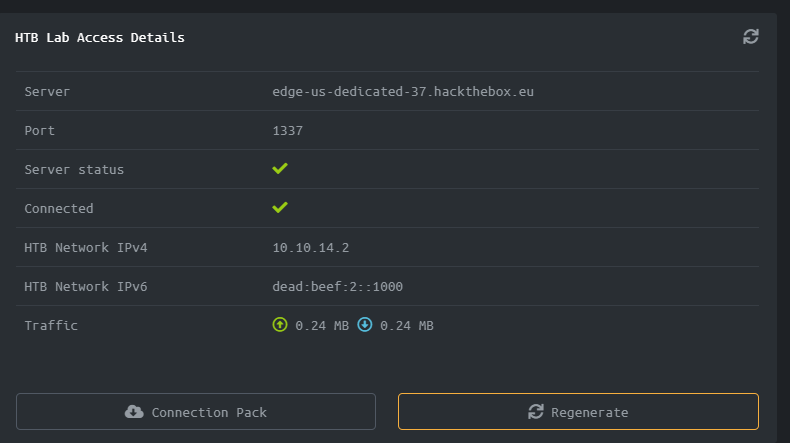 HTB Lab Access Details
Server edge-us-dedicated-37.hackthebox.eu
Port 1337
Server status
Connected
HTB Network IPv4 10.10.14.2
HTB Network IPv6 dead:beef:2::1000
Traffic 0.24 MB 0.24 MB
Connection Pack Regenerate